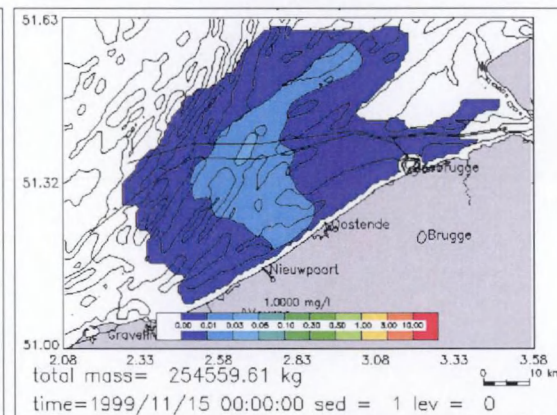 51.63
51.32
51.00
Oostende
Brugge
Nieuwpoort
1.0000 mg/l
0.00 0.01 0.03 0.05 0.10 0.30 0.50 1.00 3.00 10.00
2.08 2.33 2.58 2.83 3.08 3.33 3.58
total mass= 254559.61 kg
0 10 km
time=1999/11/15 00:00:00 sed = 1 lev = 0